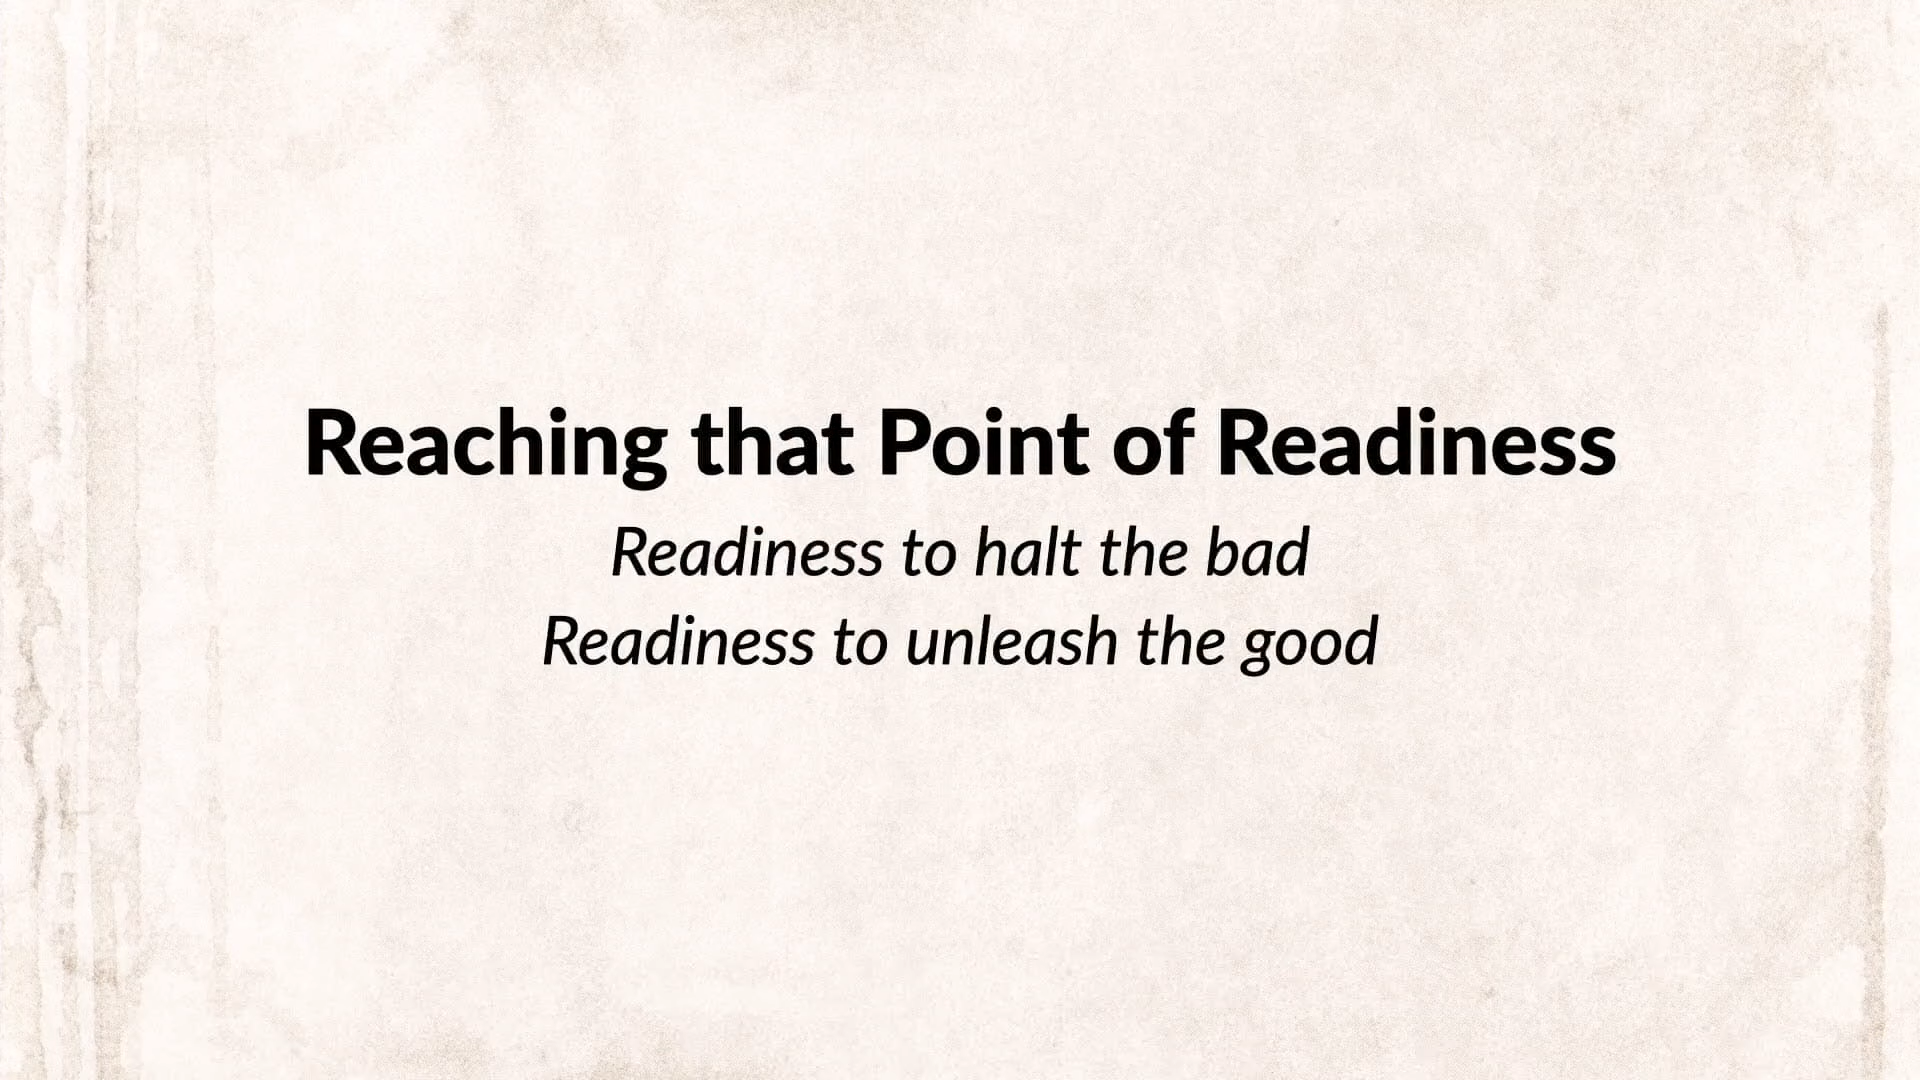 Reaching that Point of Readiness
Readiness to halt the bad
Readiness to unleash the good